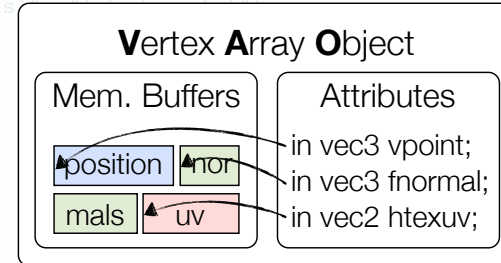 Vertex Array Object
Mem. Buffers
position nor
mals uv
Attributes
in vec3 vpoint;
in vec3 fnormal;
in vec2 htexuv;